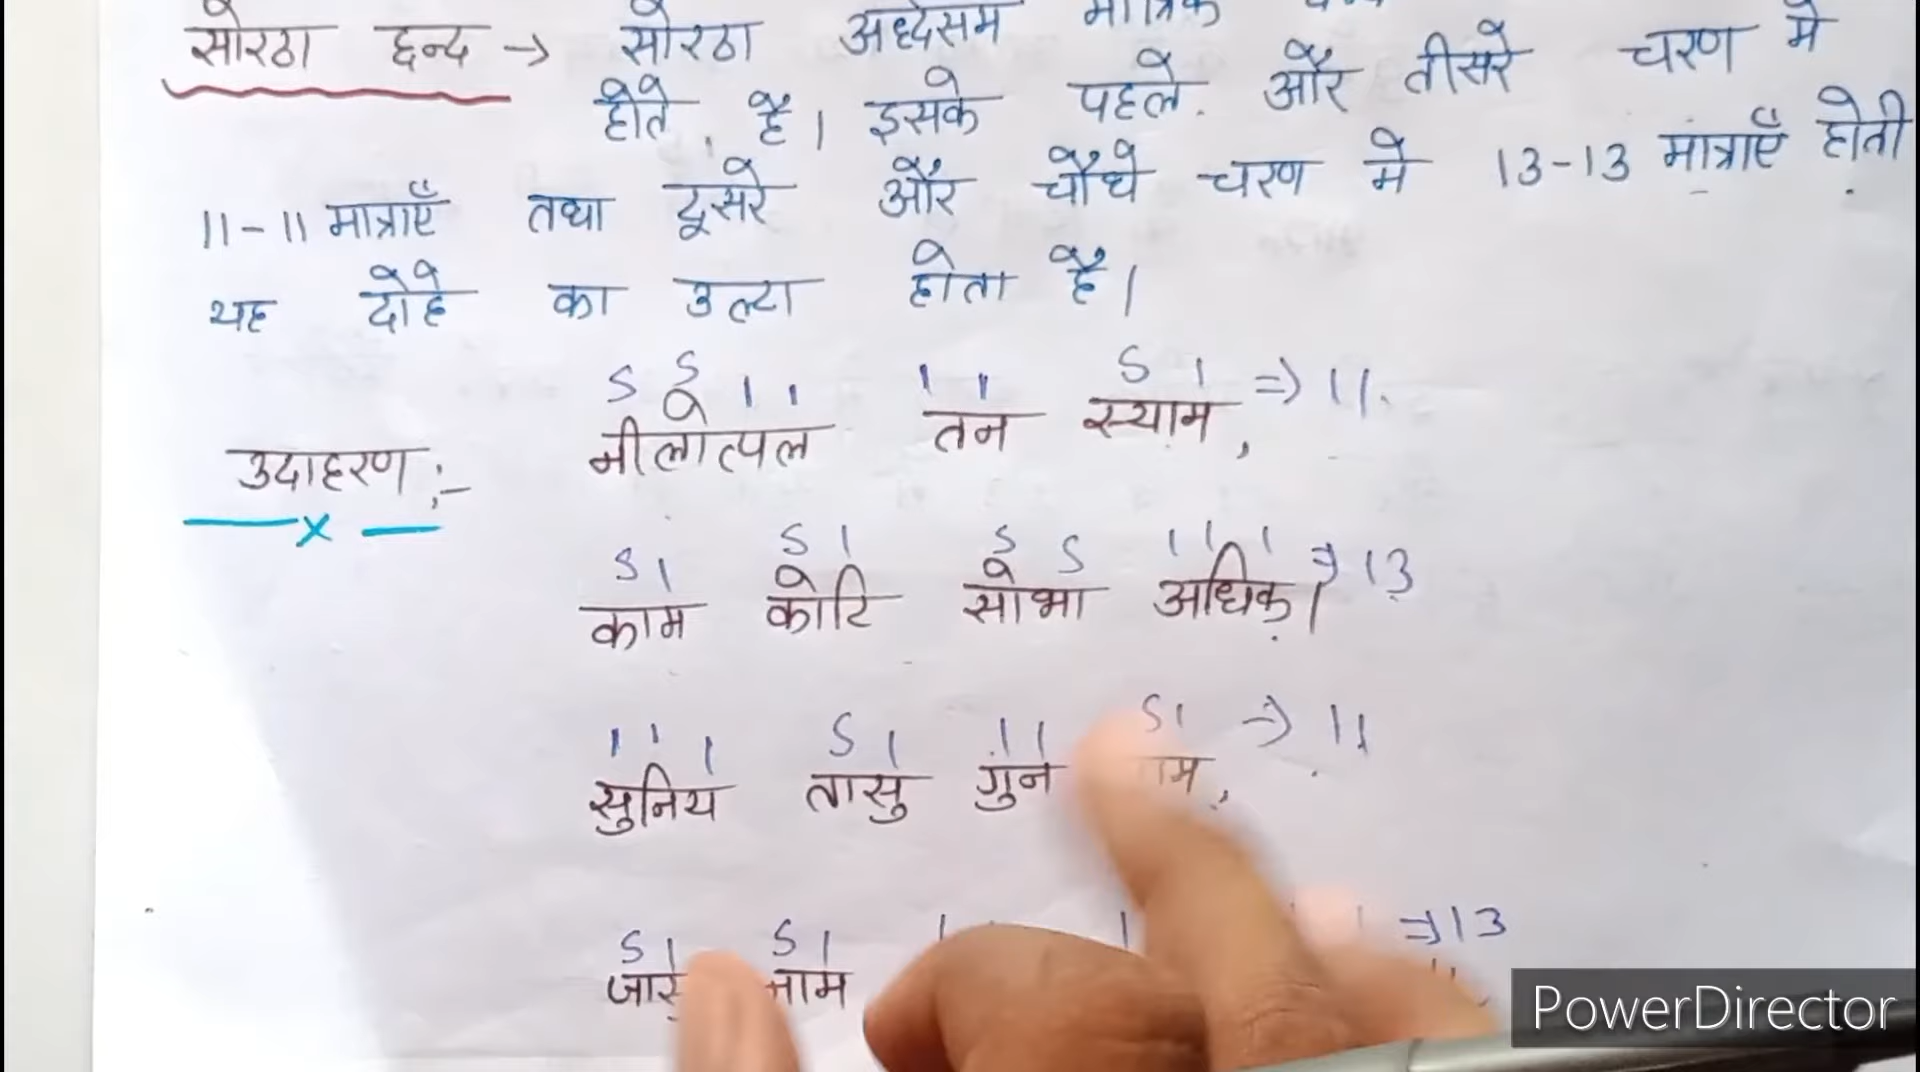 सोरठा छन्द → सोरठा अर्ध्दसम मात्रिक
होते है। इसके पहले और तीसरे चरण मे
11-11 मात्राएँ तथा दूसरे और चौथे चरण मे 13-13 मात्राएँ होती
यह दोहे का उल्टा होता है।
S S I I I I S I => 11
उदाहरण :- नीलोत्पल तन स्याम,
S I S I S S I I I => 13
काम कोटि सोभा अधिक।
I I I S I I I S I → 11
सुनिय तासु गुन
S I S I => 13
जासु नाम
PowerDirector